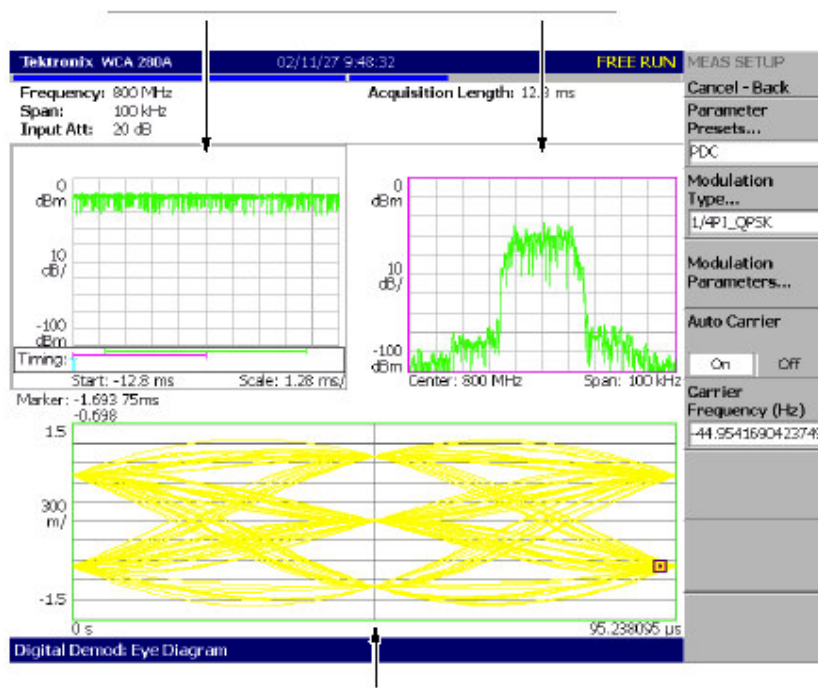 Tektronix WCA 280A 02/11/27 9:48:32 FREE RUN
MEAS SETUP
Frequency: 800 MHz
Span: 100 kHz
Input Att: 20 dB
Acquisition Length: 12.8 ms
Cancel - Back
Parameter
Presets...
PDC
Modulation
Type...
1/4PI_QPSK
Modulation
Parameters...
Auto Carrier
On Off
Carrier
Frequency (Hz)
-44.9541690423749
0
dBm
10
dB/
-100
dBm
Timing:
Start: -12.8 ms Scale: 1.28 ms/
0
dBm
10
dB/
-100
dBm
Center: 800 MHz Span: 100 kHz
Marker: -1.693 75ms
-0.698
1.5
300
m/
-1.5
0 s 95.238095 µs
Digital Demod: Eye Diagram